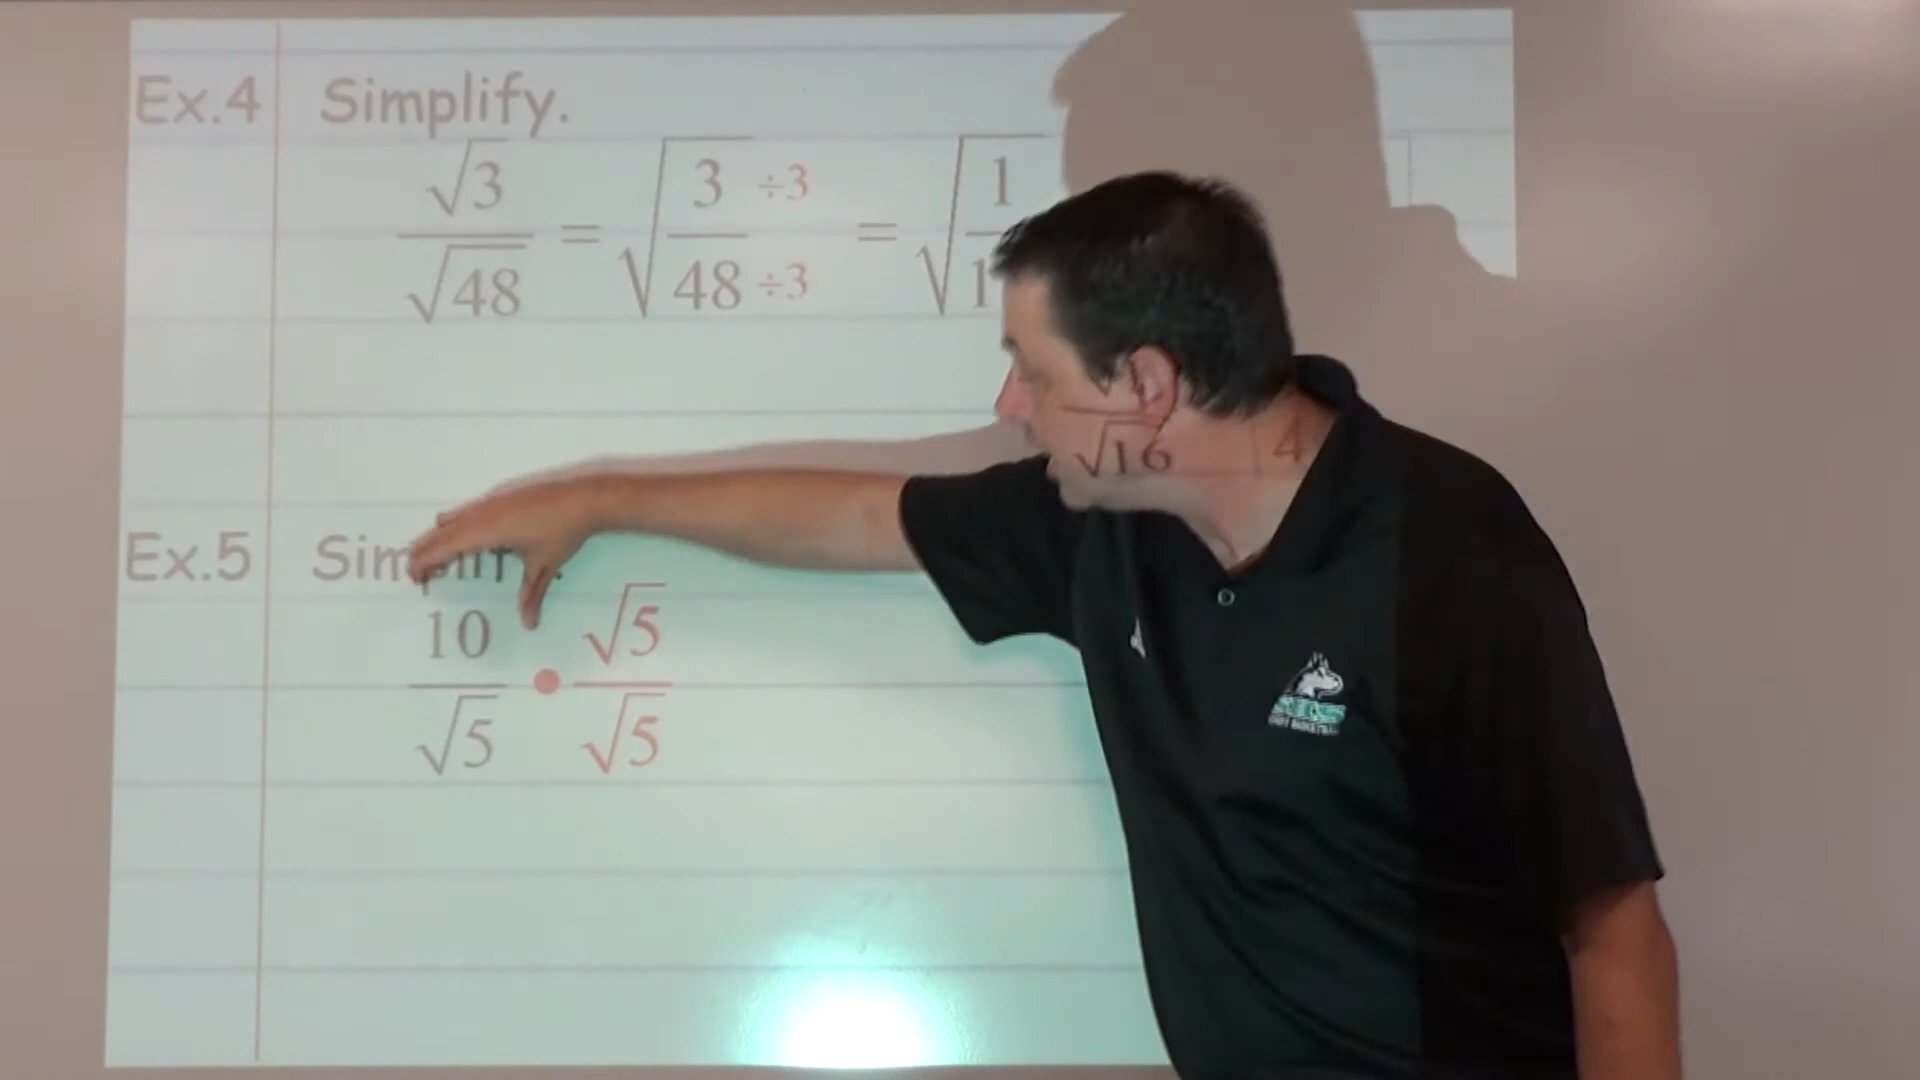 Ex.4 Simplify.
√3/√48 = √(3 ÷3/48 ÷3) = √(1/1
√16 4
Ex.5 Simplify.
10/√5 • √5/√5